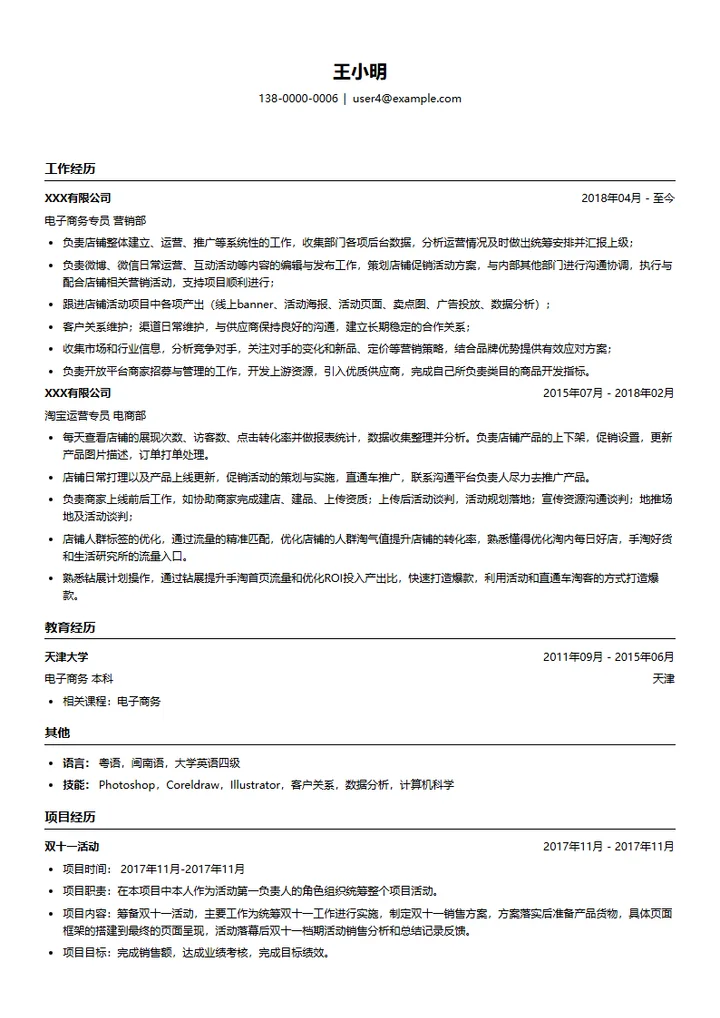 王小明
138-0000-0006 | user4@example.com
工作经历
XXX有限公司 2018年04月 - 至今
电子商务专员 营销部
• 负责店铺整体建立、运营、推广等系统性的工作，收集部门各项后台数据，分析运营情况及时做出统筹安排并汇报上级；
• 负责微博、微信日常运营、互动活动等内容的编辑与发布工作，策划店铺促销活动方案，与内部其他部门进行沟通协调，执行与
配合店铺相关营销活动，支持项目顺利进行；
• 跟进店铺活动项目中各项产出（线上banner、活动海报、活动页面、卖点图、广告投放、数据分析）；
• 客户关系维护；渠道日常维护，与供应商保持良好的沟通，建立长期稳定的合作关系；
• 收集市场和行业信息，分析竞争对手，关注对手的变化和新品、定价等营销策略，结合品牌优势提供有效应对方案；
• 负责开放平台商家招募与管理的工作，开发上游资源，引入优质供应商，完成自己所负责类目的商品开发指标。
XXX有限公司 2015年07月 - 2018年02月
淘宝运营专员 电商部
• 每天查看店铺的展现次数、访客数、点击转化率并做报表统计，数据收集整理并分析。负责店铺产品的上下架，促销设置，更新
产品图片描述，订单打单处理。
• 店铺日常打理以及产品上线更新，促销活动的策划与实施，直通车推广，联系沟通平台负责人尽力去推广产品。
• 负责商家上线前后工作，如协助商家完成建店、建品、上传资质；上传后活动谈判，活动规划落地；宣传资源沟通谈判；地推场
地及活动谈判；
• 店铺人群标签的优化，通过流量的精准匹配，优化店铺的人群淘气值提升店铺的转化率，熟悉懂得优化淘内每日好店，手淘好货
和生活研究所的流量入口。
• 熟悉钻展计划操作，通过钻展提升手淘首页流量和优化ROI投入产出比，快速打造爆款，利用活动和直通车淘客的方式打造爆
款。
教育经历
天津大学 2011年09月 - 2015年06月
电子商务 本科 天津
• 相关课程：电子商务
其他
• 语言： 粤语，闽南语，大学英语四级
• 技能： Photoshop，Coreldraw，Illustrator，客户关系，数据分析，计算机科学
项目经历
双十一活动 2017年11月 - 2017年11月
• 项目时间： 2017年11月-2017年11月
• 项目职责：在本项目中本人作为活动第一负责人的角色组织统筹整个项目活动。
• 项目内容：筹备双十一活动，主要工作为统筹双十一工作进行实施，制定双十一销售方案，方案落实后准备产品货物，具体页面
框架的搭建到最终的页面呈现，活动落幕后双十一档期活动销售分析和总结记录反馈。
• 项目目标：完成销售额，达成业绩考核，完成目标绩效。